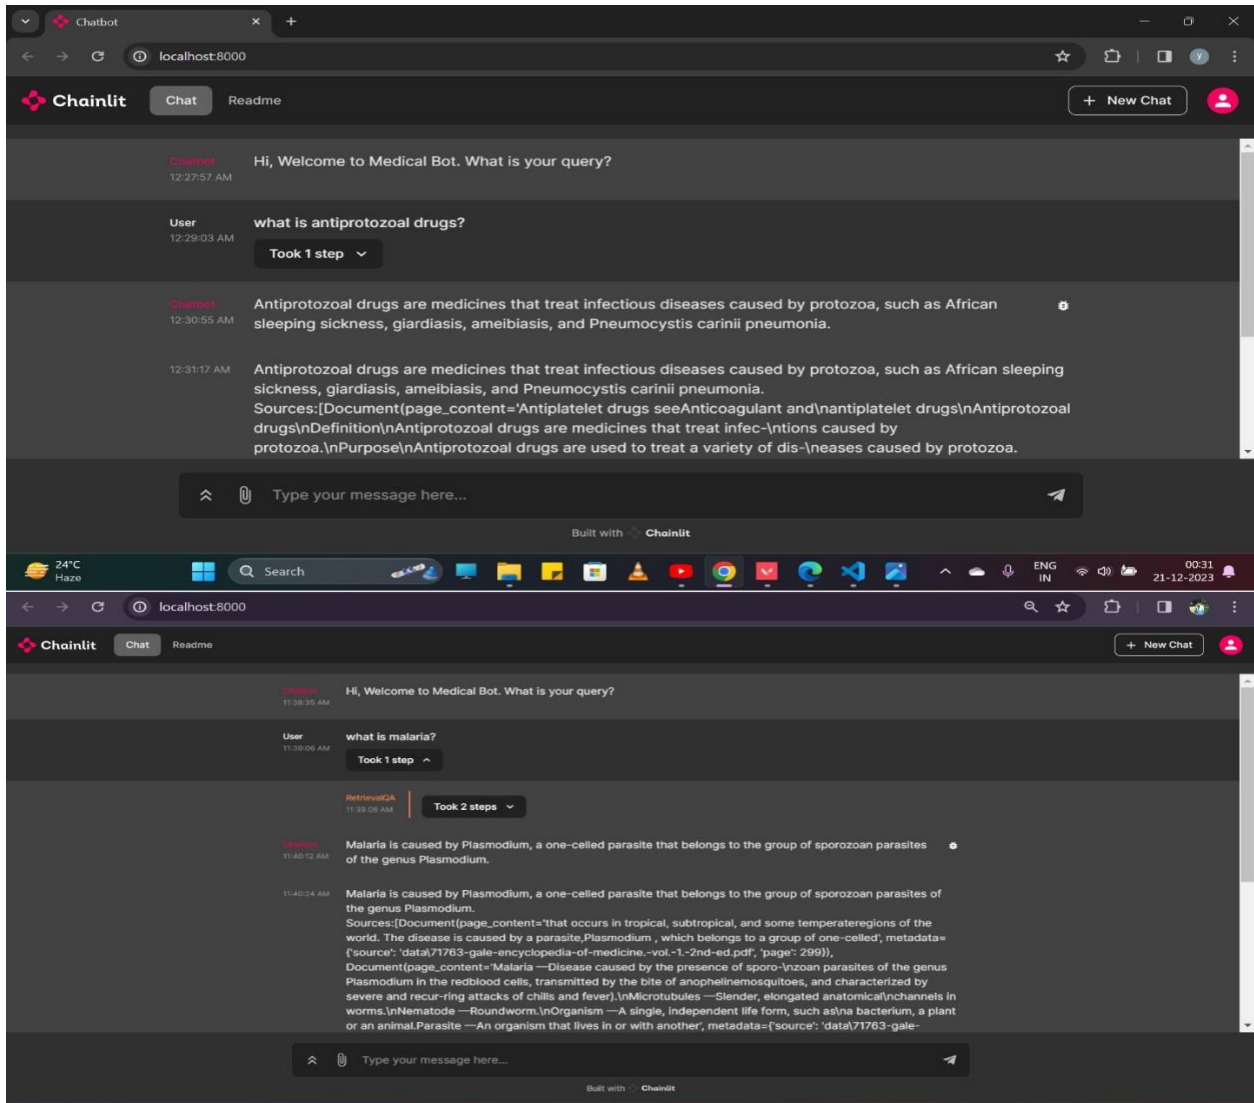 Chatbot
localhost:8000
Chainlit Chat Readme + New Chat
Chatbot Hi, Welcome to Medical Bot. What is your query?
12:27:57 AM
User what is antiprotozoal drugs?
12:29:03 AM
Took 1 step
Chatbot Antiprotozoal drugs are medicines that treat infectious diseases caused by protozoa, such as African
12:30:55 AM sleeping sickness, giardiasis, ameibiasis, and Pneumocystis carinii pneumonia.
12:31:17 AM Antiprotozoal drugs are medicines that treat infectious diseases caused by protozoa, such as African sleeping
sickness, giardiasis, ameibiasis, and Pneumocystis carinii pneumonia.
Sources:[Document(page_content='Antiplatelet drugs seeAnticoagulant and\nantiplatelet drugs\nAntiprotozoal
drugs\nDefinition\nAntiprotozoal drugs are medicines that treat infec-\ntions caused by
protozoa.\nPurpose\nAntiprotozoal drugs are used to treat a variety of dis-\neases caused by protozoa.
Type your message here...
Built with Chainlit
24°C
Haze
Search
ENG
IN
00:31
21-12-2023
localhost:8000
Chainlit Chat Readme + New Chat
Chatbot Hi, Welcome to Medical Bot. What is your query?
11:38:35 AM
User what is malaria?
11:39:06 AM
Took 1 step
RetrievalQA Took 2 steps
11:39:06 AM
Chatbot Malaria is caused by Plasmodium, a one-celled parasite that belongs to the group of sporozoan parasites
11:40:12 AM of the genus Plasmodium.
11:40:24 AM Malaria is caused by Plasmodium, a one-celled parasite that belongs to the group of sporozoan parasites of
the genus Plasmodium.
Sources:[Document(page_content='that occurs in tropical, subtropical, and some temperateregions of the
world. The disease is caused by a parasite,Plasmodium , which belongs to a group of one-celled', metadata=
{'source': 'data\71763-gale-encyclopedia-of-medicine.-vol.-1.-2nd-ed.pdf', 'page': 299}),
Document(page_content='Malaria —Disease caused by the presence of sporo-\nzoan parasites of the genus
Plasmodium in the redblood cells, transmitted by the bite of anophelinemosquitoes, and characterized by
severe and recur-ring attacks of chills and fever).\nMicrotubules —Slender, elongated anatomical\nchannels in
worms.\nNematode —Roundworm.\nOrganism —A single, independent life form, such as\na bacterium, a plant
or an animal.Parasite —An organism that lives in or with another', metadata={'source': 'data\71763-gale-
Type your message here...
Built with Chainlit